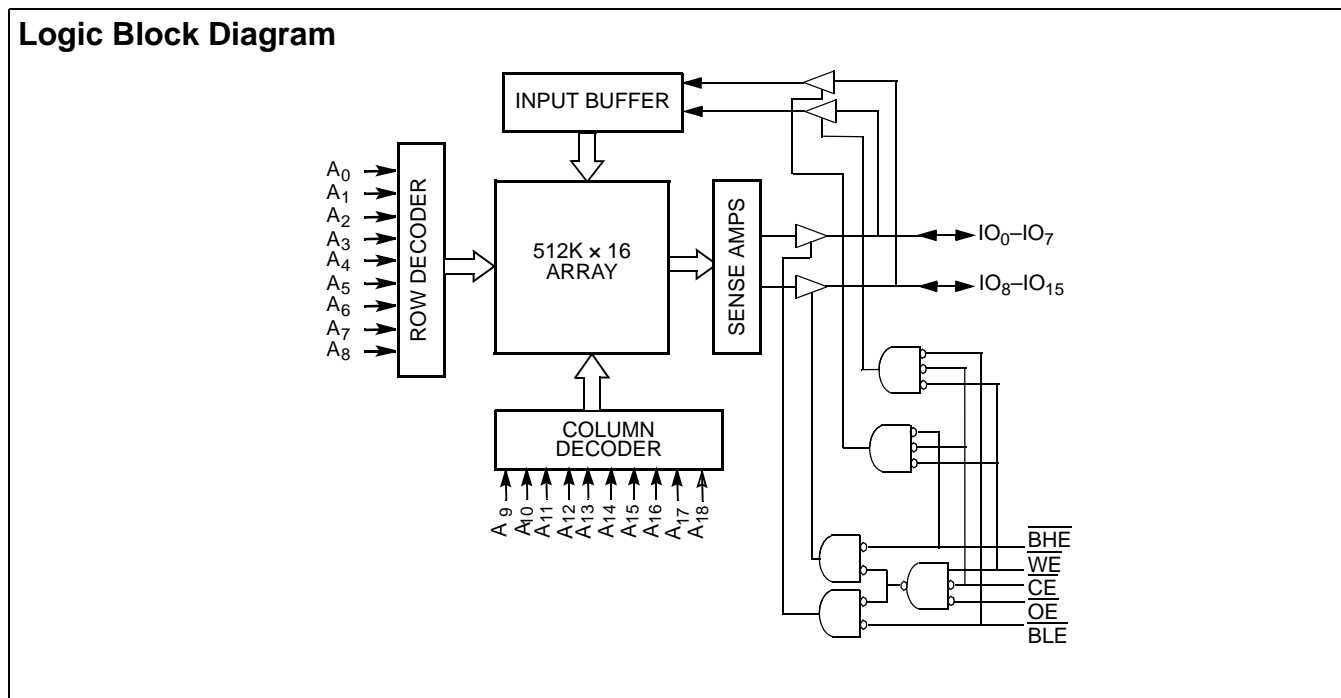 Logic Block Diagram
INPUT BUFFER
A0
A1
A2
A3
A4
A5
A6
A7
A8
ROW DECODER
512K × 16
ARRAY
SENSE AMPS
IO0–IO7
IO8–IO15
COLUMN
DECODER
A9
A10
A11
A12
A13
A14
A15
A16
A17
A18
BHE
WE
CE
OE
BLE